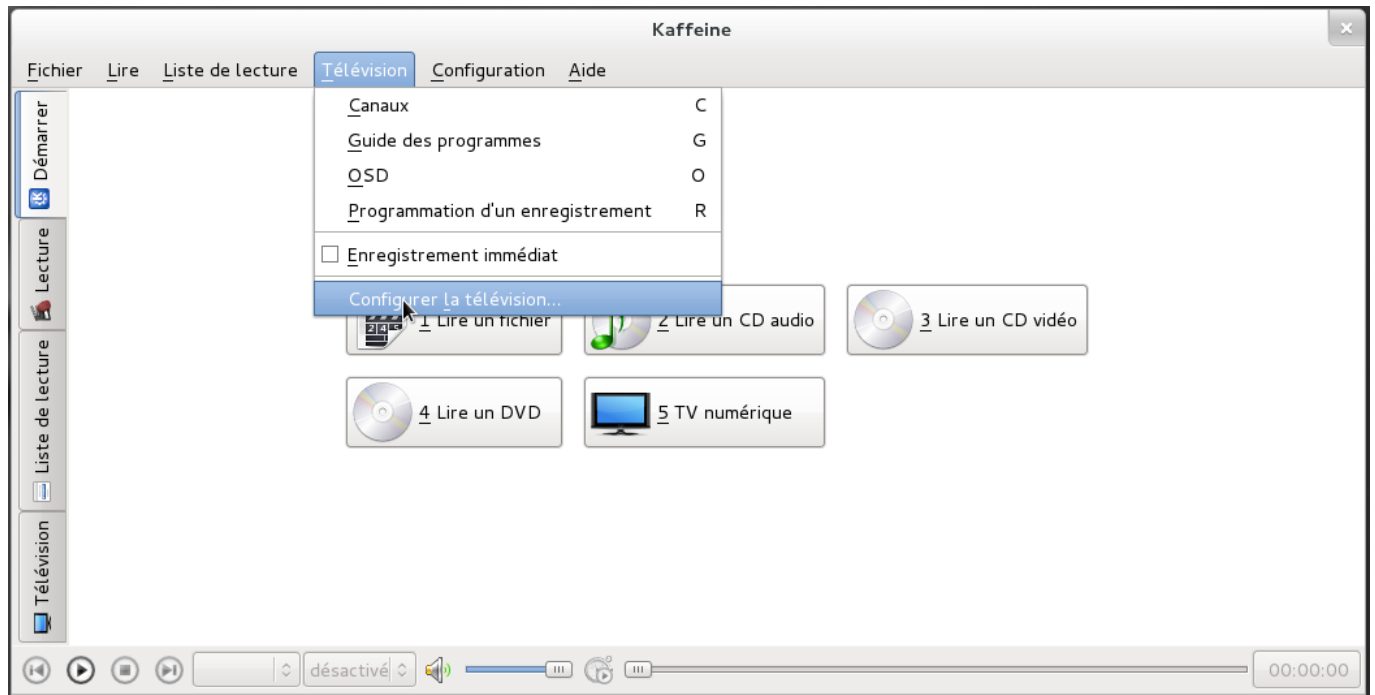 Kaffeine
Fichier Lire Liste de lecture Télévision Configuration Aide
Canaux C
Guide des programmes G
OSD O
Programmation d'un enregistrement R
Enregistrement immédiat
Configurer la télévision...
1 Lire un fichier 2 Lire un CD audio 3 Lire un CD vidéo
4 Lire un DVD 5 TV numérique
Démarrer
Lecture
Liste de lecture
Télévision
désactivé 00:00:00